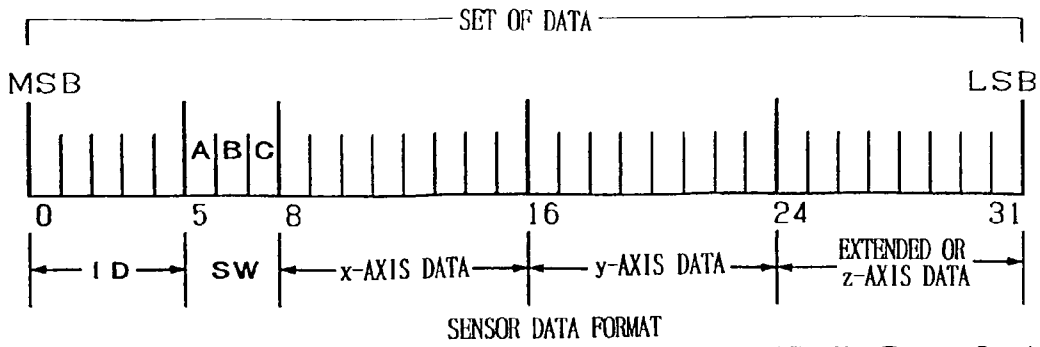 SET OF DATA
MSB LSB
A B C
0 5 8 16 24 31
ID SW x-AXIS DATA y-AXIS DATA EXTENDED OR
z-AXIS DATA
SENSOR DATA FORMAT